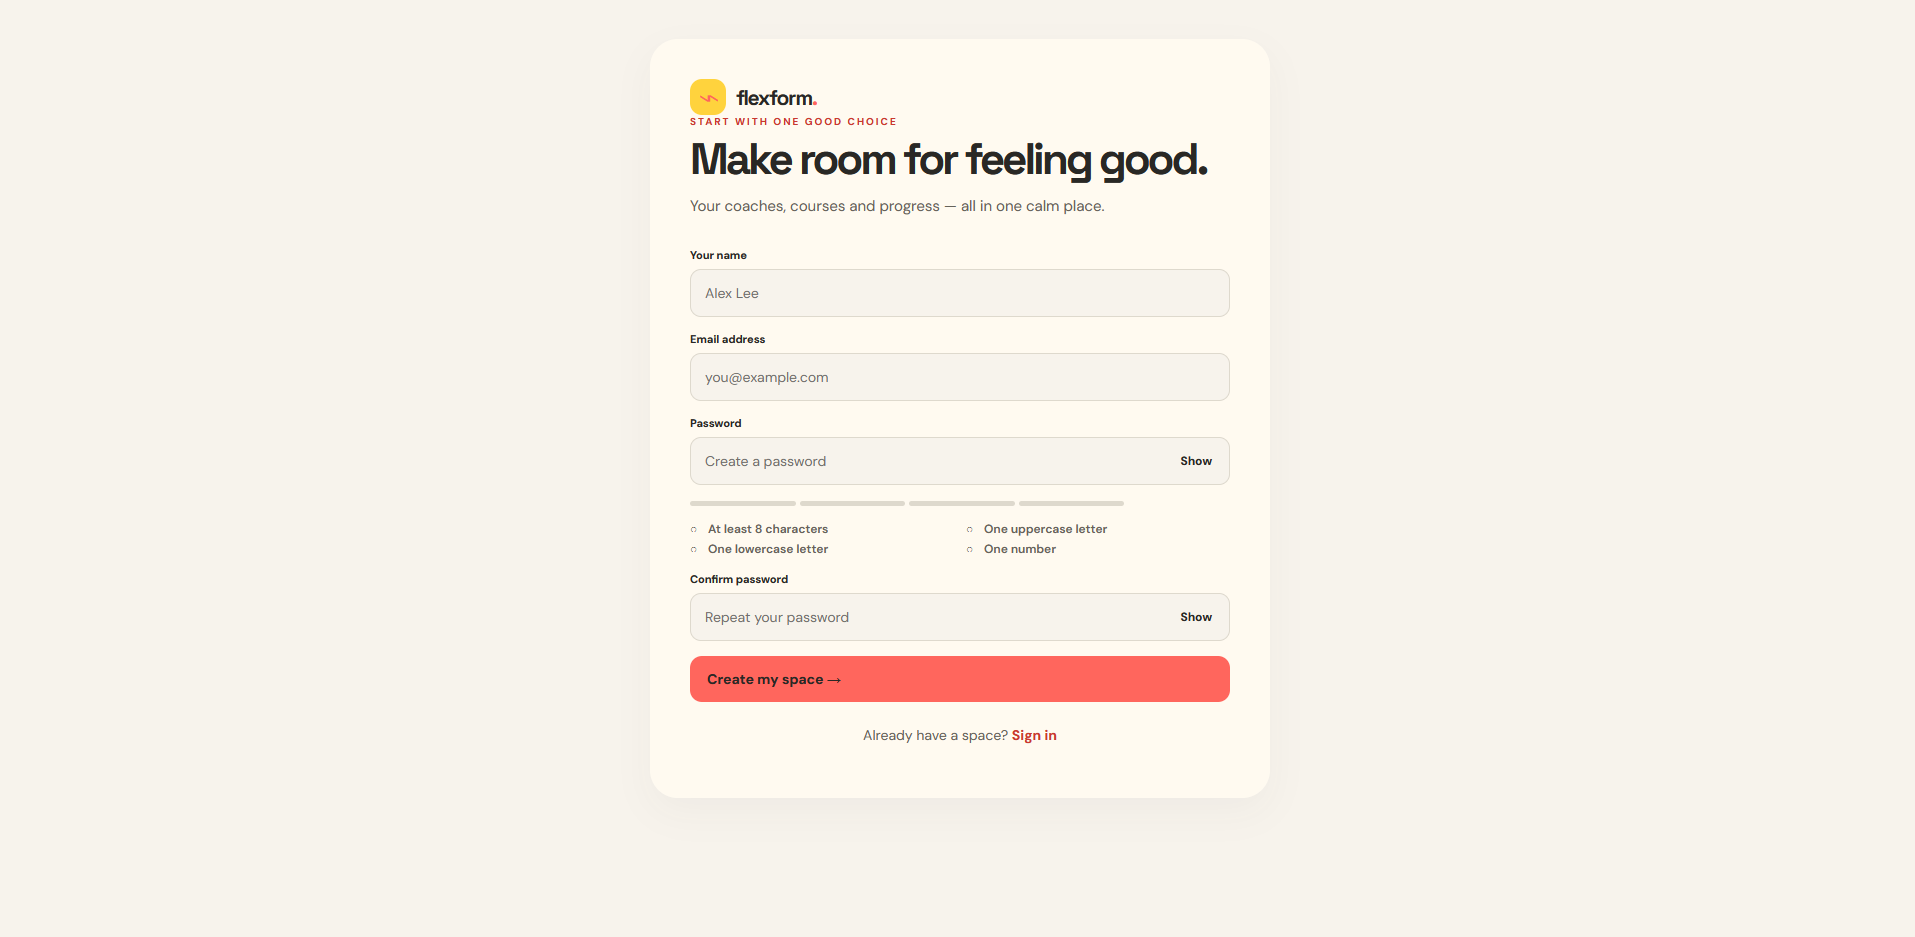 flexform.
START WITH ONE GOOD CHOICE
Make room for feeling good.
Your coaches, courses and progress — all in one calm place.
Your name
Alex Lee
Email address
you@example.com
Password
Create a password Show
At least 8 characters One uppercase letter
One lowercase letter One number
Confirm password
Repeat your password Show
Create my space →
Already have a space? Sign in